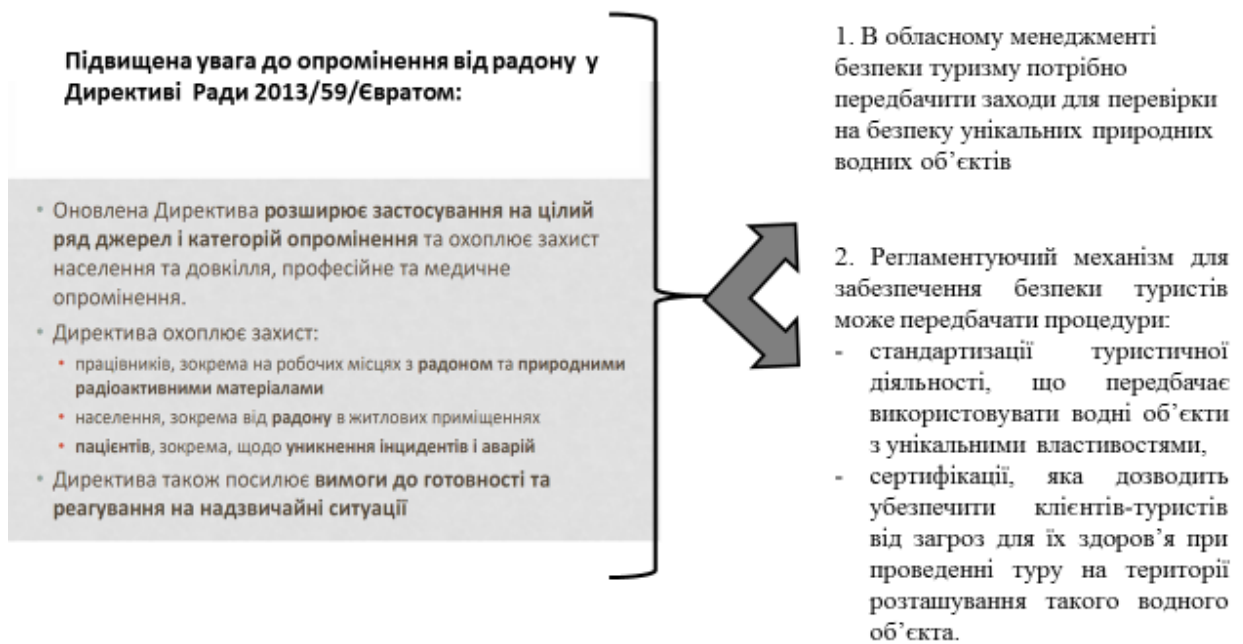 Підвищена увага до опромінення від радону у
Директиві Ради 2013/59/Євратом:
• Оновлена Директива розширює застосування на цілий
ряд джерел і категорій опромінення та охоплює захист
населення та довкілля, професійне та медичне
опромінення.
• Директива охоплює захист:
• працівників, зокрема на робочих місцях з радоном та природними
радіоактивними матеріалами
• населення, зокрема від радону в житлових приміщеннях
• пацієнтів, зокрема, щодо уникнення інцидентів і аварій
• Директива також посилює вимоги до готовності та
реагування на надзвичайні ситуації
1. В обласному менеджменті
безпеки туризму потрібно
передбачити заходи для перевірки
на безпеку унікальних природних
водних об’єктів
2. Регламентуючий механізм для
забезпечення безпеки туристів
може передбачати процедури:
- стандартизації туристичної
діяльності, що передбачає
використовувати водні об’єкти
з унікальними властивостями,
- сертифікації, яка дозволить
убезпечити клієнтів-туристів
від загроз для їх здоров’я при
проведенні туру на території
розташування такого водного
об’єкта.